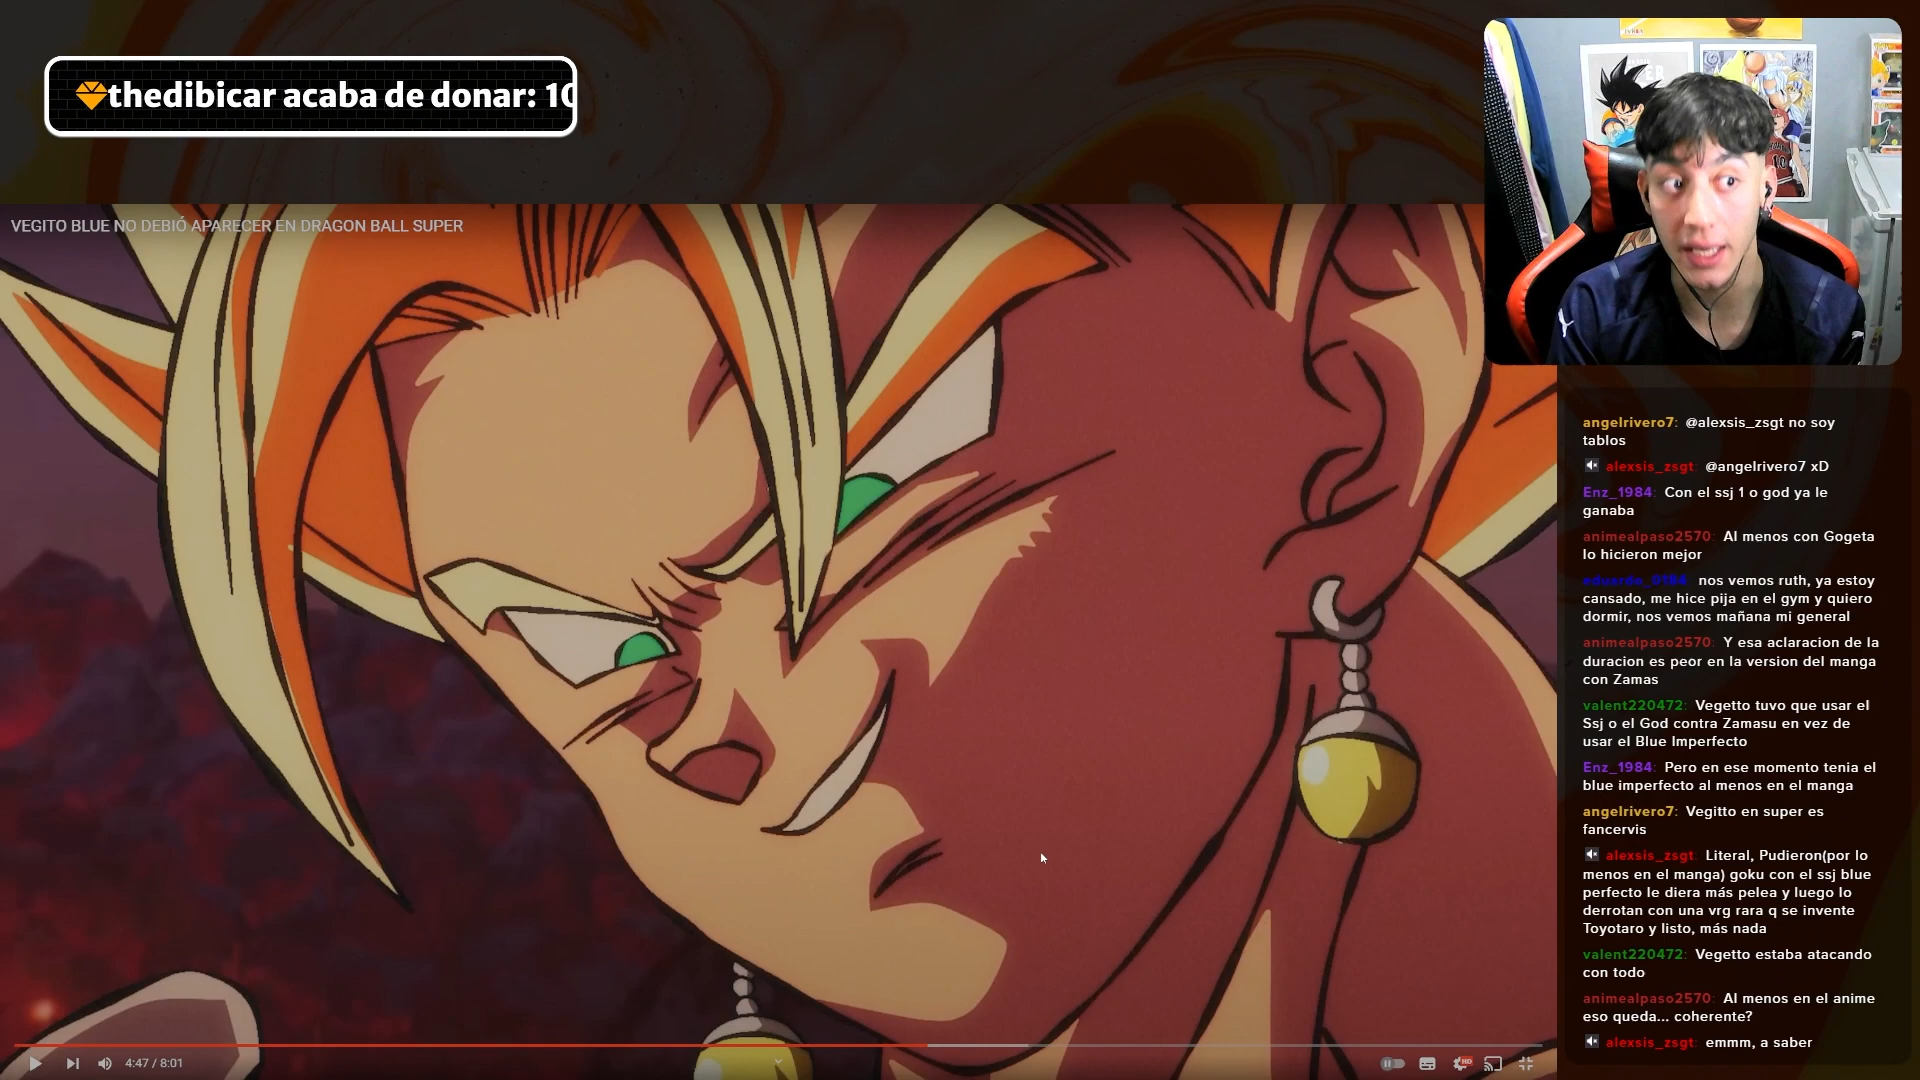 thedibicar acaba de donar: 10
VEGITO BLUE NO DEBIÓ APARECER EN DRAGON BALL SUPER
angelrivero7: @alexsis_zsgt no soy
tablos
alexsis_zsgt: @angelrivero7 xD
Enz_1984: Con el ssj 1 o god ya le
ganaba
animealpaso2570: Al menos con Gogeta
lo hicieron mejor
nos vemos ruth, ya estoy
cansado, me hice pija en el gym y quiero
dormir, nos vemos mañana mi general
animealpaso2570: Y esa aclaracion de la
duracion es peor en la version del manga
con Zamas
valent220472: Vegetto tuvo que usar el
Ssj o el God contra Zamasu en vez de
usar el Blue Imperfecto
Enz_1984: Pero en ese momento tenia el
blue imperfecto al menos en el manga
angelrivero7: Vegitto en super es
fancervis
alexsis_zsgt: Literal, Pudieron(por lo
menos en el manga) goku con el ssj blue
perfecto le diera más pelea y luego lo
derrotan con una vrg rara q se invente
Toyotaro y listo, más nada
valent220472: Vegetto estaba atacando
con todo
animealpaso2570: Al menos en el anime
eso queda... coherente?
alexsis_zsgt: emmm, a saber
4:47 / 8:01
HD